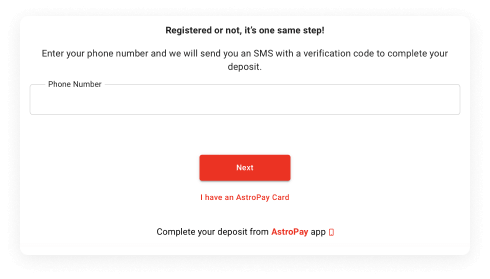 Registered or not, it's one same step!
Enter your phone number and we will send you an SMS with a verification code to complete your
deposit.
Phone Number
Next
I have an AstroPay Card
Complete your deposit from AstroPay app